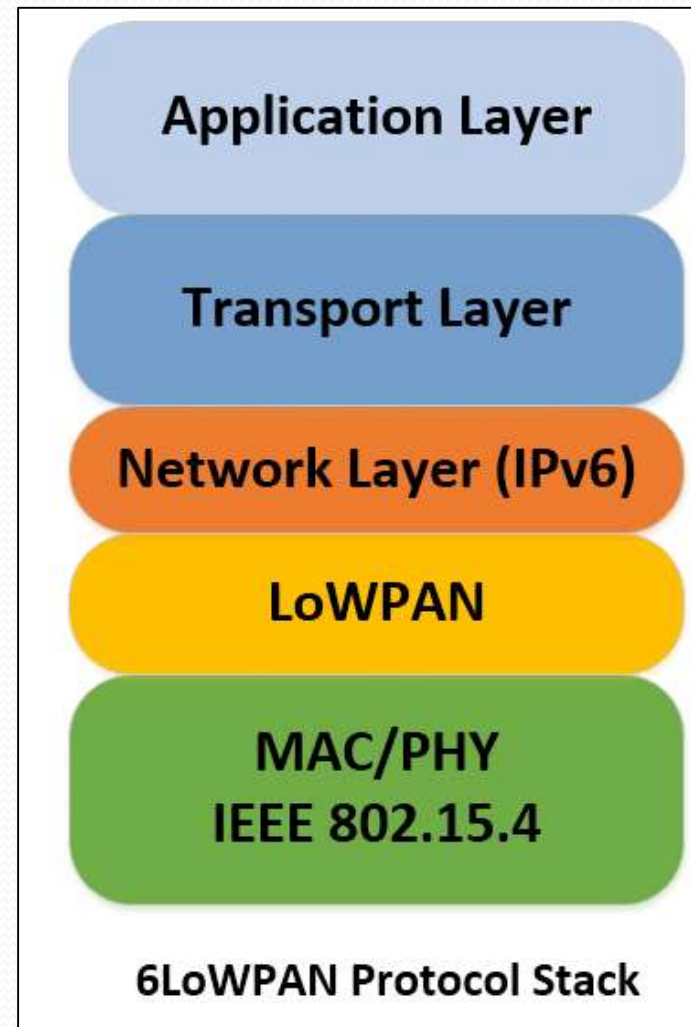 Application Layer
Transport Layer
Network Layer (IPv6)
LoWPAN
MAC/PHY
IEEE 802.15.4
6LoWPAN Protocol Stack